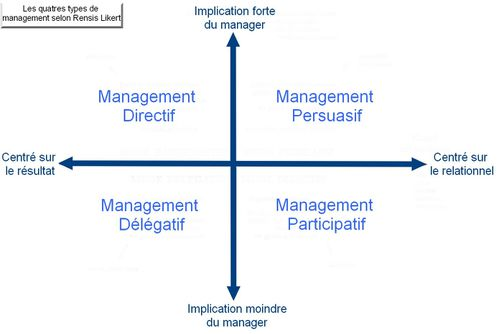 Les quatres types de
management selon Rensis Likert
Implication forte
du manager
Management
Directif
Management
Persuasif
Centré sur
le résultat
Centré sur
le relationnel
Management
Délégatif
Management
Participatif
Implication moindre
du manager